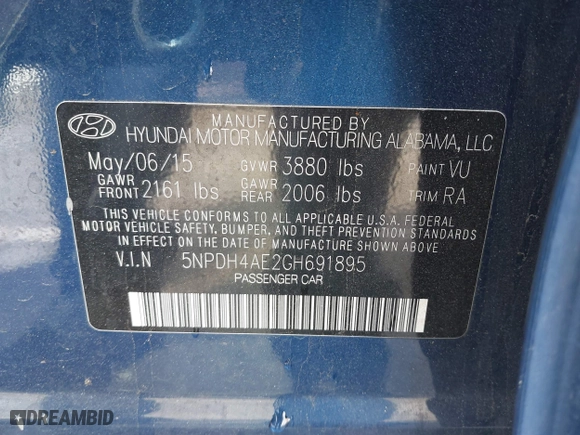 MANUFACTURED BY
HYUNDAI MOTOR MANUFACTURING ALABAMA, LLC
May/06/15 GVWR 3880 lbs PAINT VU
GAWR FRONT 2161 lbs GAWR REAR 2006 lbs TRIM RA
THIS VEHICLE CONFORMS TO ALL APPLICABLE U.S.A. FEDERAL
MOTOR VEHICLE SAFETY, BUMPER, AND THEFT PREVENTION
STANDARDS IN EFFECT ON THE DATE OF MANUFACTURE SHOWN ABOVE.
V.I.N 5NPDH4AE2GH691895
PASSENGER CAR
DREAMBID